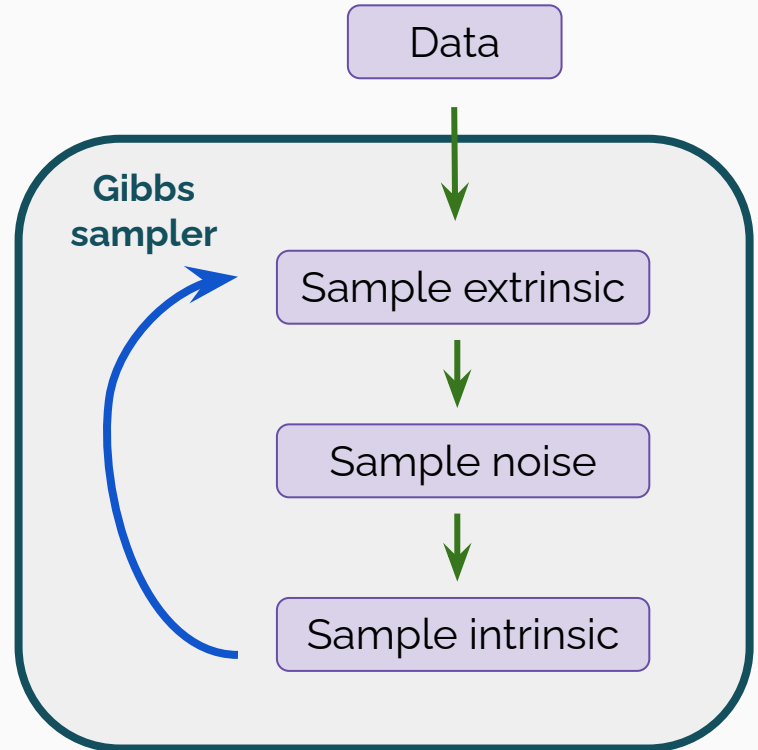 Data
Gibbs
sampler
Sample extrinsic
Sample noise
Sample intrinsic